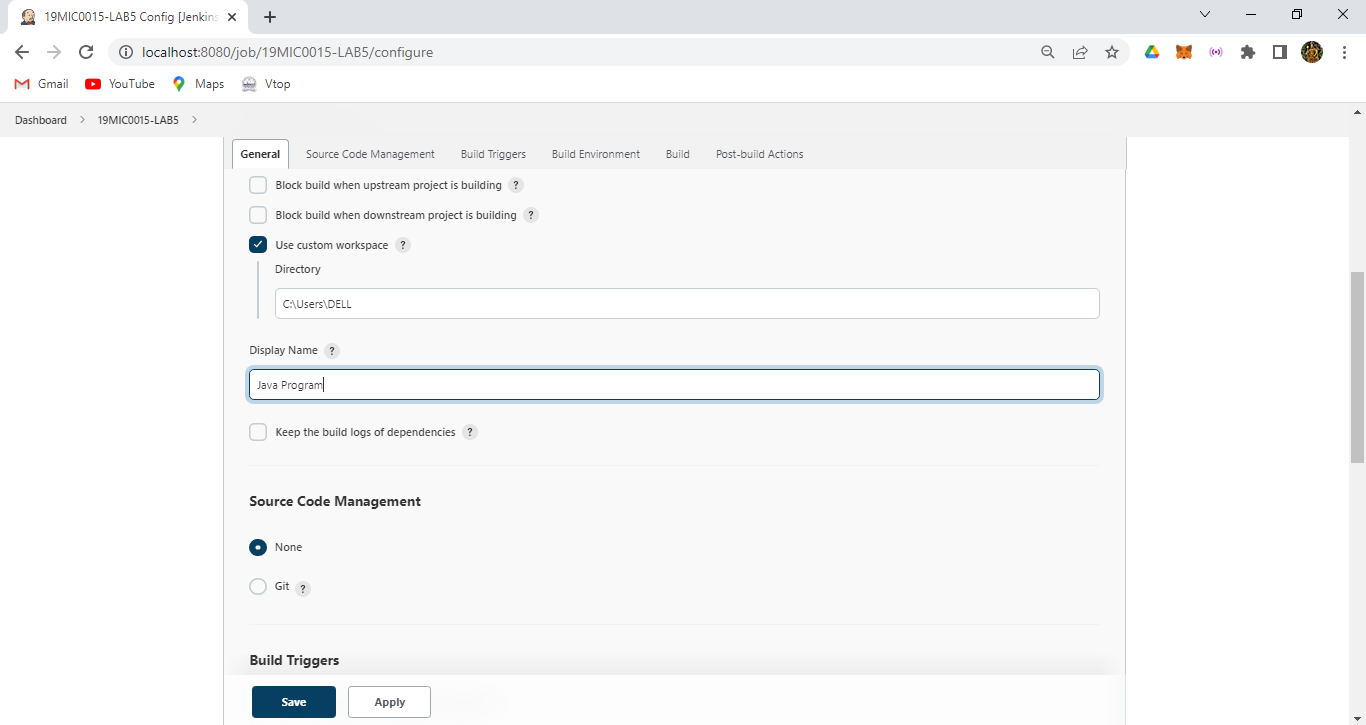 19MIC0015-LAB5 Config [Jenkins
localhost:8080/job/19MIC0015-LAB5/configure
Gmail YouTube Maps Vtop
Dashboard 19MIC0015-LAB5
General Source Code Management Build Triggers Build Environment Build Post-build Actions
Block build when upstream project is building ?
Block build when downstream project is building ?
Use custom workspace ?
Directory
C:\Users\DELL
Display Name ?
Java Program
Keep the build logs of dependencies ?
Source Code Management
None
Git ?
Build Triggers
Save Apply